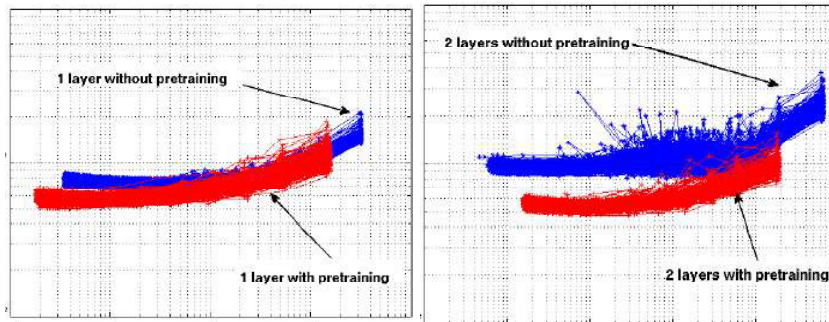 1 layer without pretraining
1 layer with pretraining
2 layers without pretraining
2 layers with pretraining